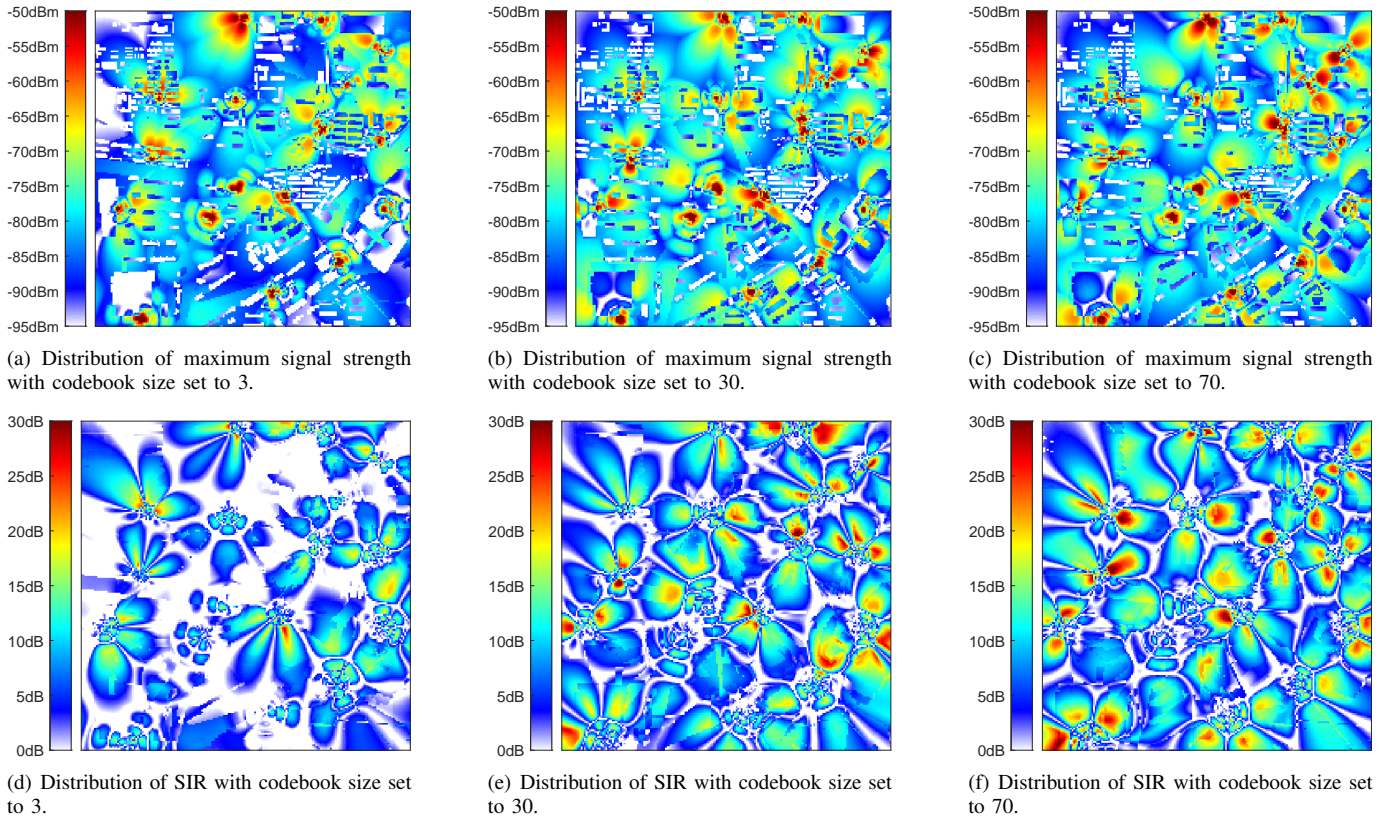 -50dBm
-55dBm
-60dBm
-65dBm
-70dBm
-75dBm
-80dBm
-85dBm
-90dBm
-95dBm
(a) Distribution of maximum signal strength
with codebook size set to 3.
-50dBm
-55dBm
-60dBm
-65dBm
-70dBm
-75dBm
-80dBm
-85dBm
-90dBm
-95dBm
(b) Distribution of maximum signal strength
with codebook size set to 30.
-50dBm
-55dBm
-60dBm
-65dBm
-70dBm
-75dBm
-80dBm
-85dBm
-90dBm
-95dBm
(c) Distribution of maximum signal strength
with codebook size set to 70.
30dB
25dB
20dB
15dB
10dB
5dB
0dB
(d) Distribution of SIR with codebook size set
to 3.
30dB
25dB
20dB
15dB
10dB
5dB
0dB
(e) Distribution of SIR with codebook size set
to 30.
30dB
25dB
20dB
15dB
10dB
5dB
0dB
(f) Distribution of SIR with codebook size set
to 70.